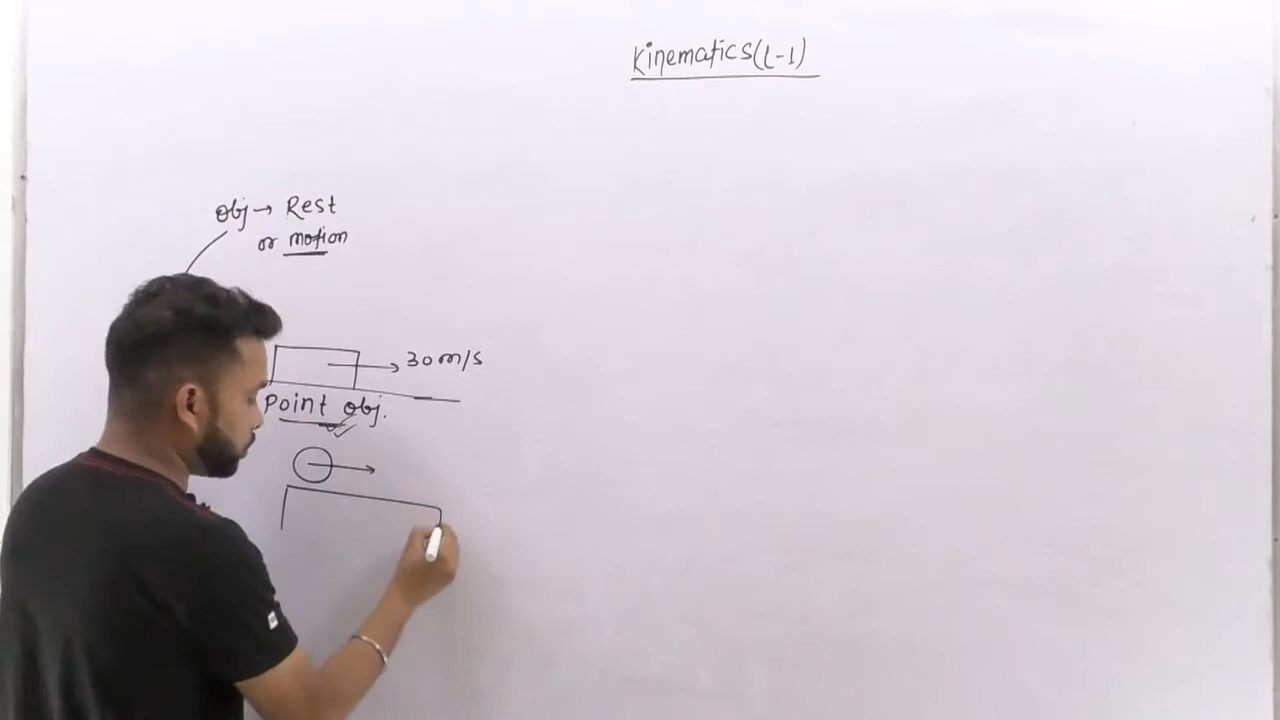 Kinematics(L-1)
obj → Rest
or motion
30m/s
Point obj.